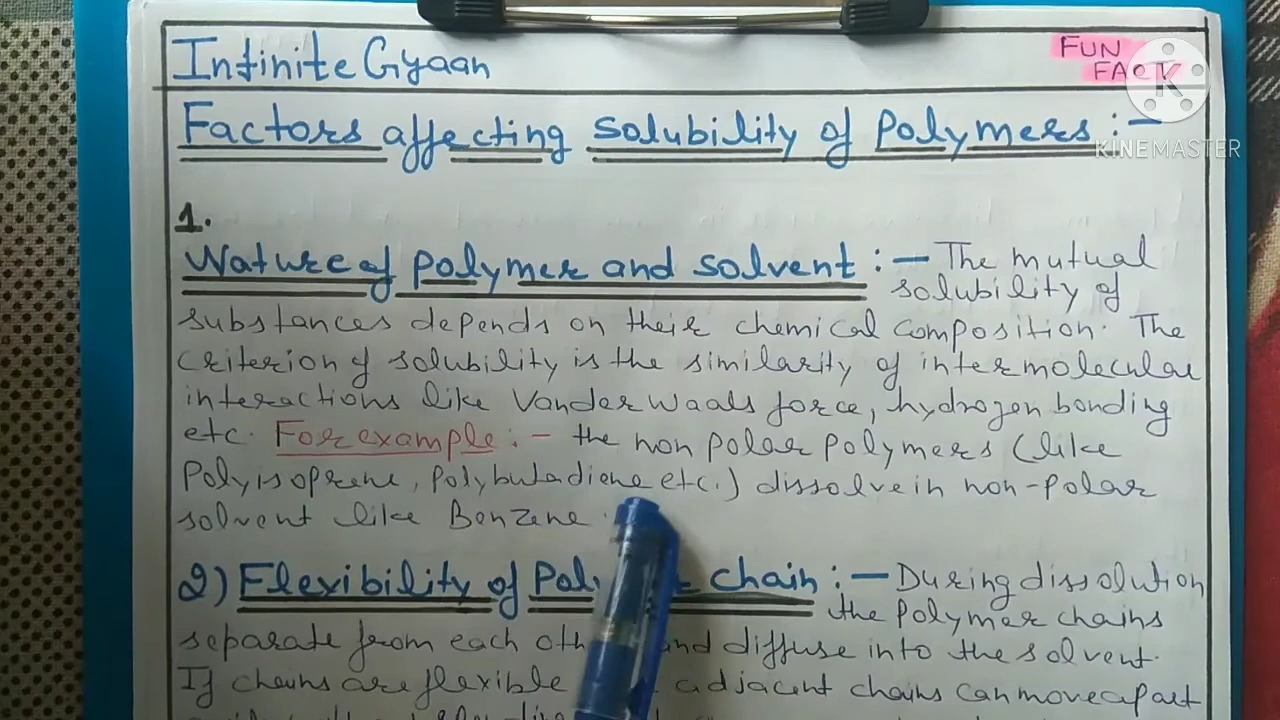 Infinite Gyaan
FUN
FACT
KINEMASTER
Factors affecting solubility of polymers :-
1.
Nature of polymer and solvent :- The mutual
solubility of
substances depends on their chemical composition. The
criterion of solubility is the similarity of intermolecular
interactions like Vander Waals force, hydrogen bonding
etc. For example :- the non polar polymers (like
Polyisoprene, polybutadiene etc.) dissolve in non-polar
solvent like Benzene.
2) Flexibility of chain :- During dissolution
the polymer chains
separate from each and diffuse into the solvent.
If chains are flexible adjacent chains can move apart